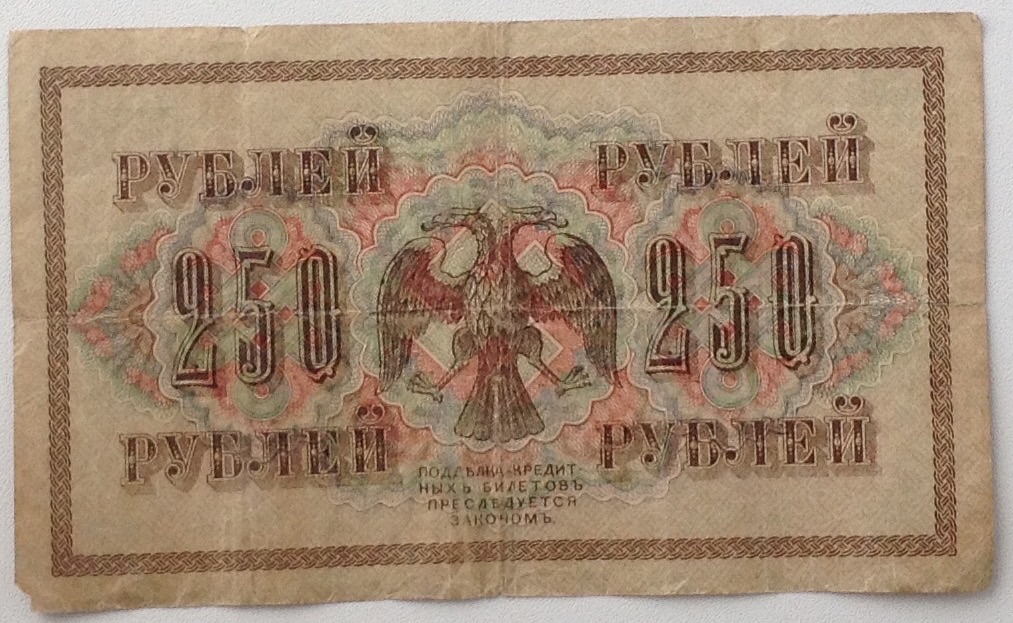 РУБЛЕЙ РУБЛЕЙ
250 250
РУБЛЕЙ РУБЛЕЙ
ПОДДѢЛКА КРЕДИТ-
НЫХЪ БИЛЕТОВЪ
ПРЕСЛѢДУЕТСЯ
ЗАКОНОМЪ.